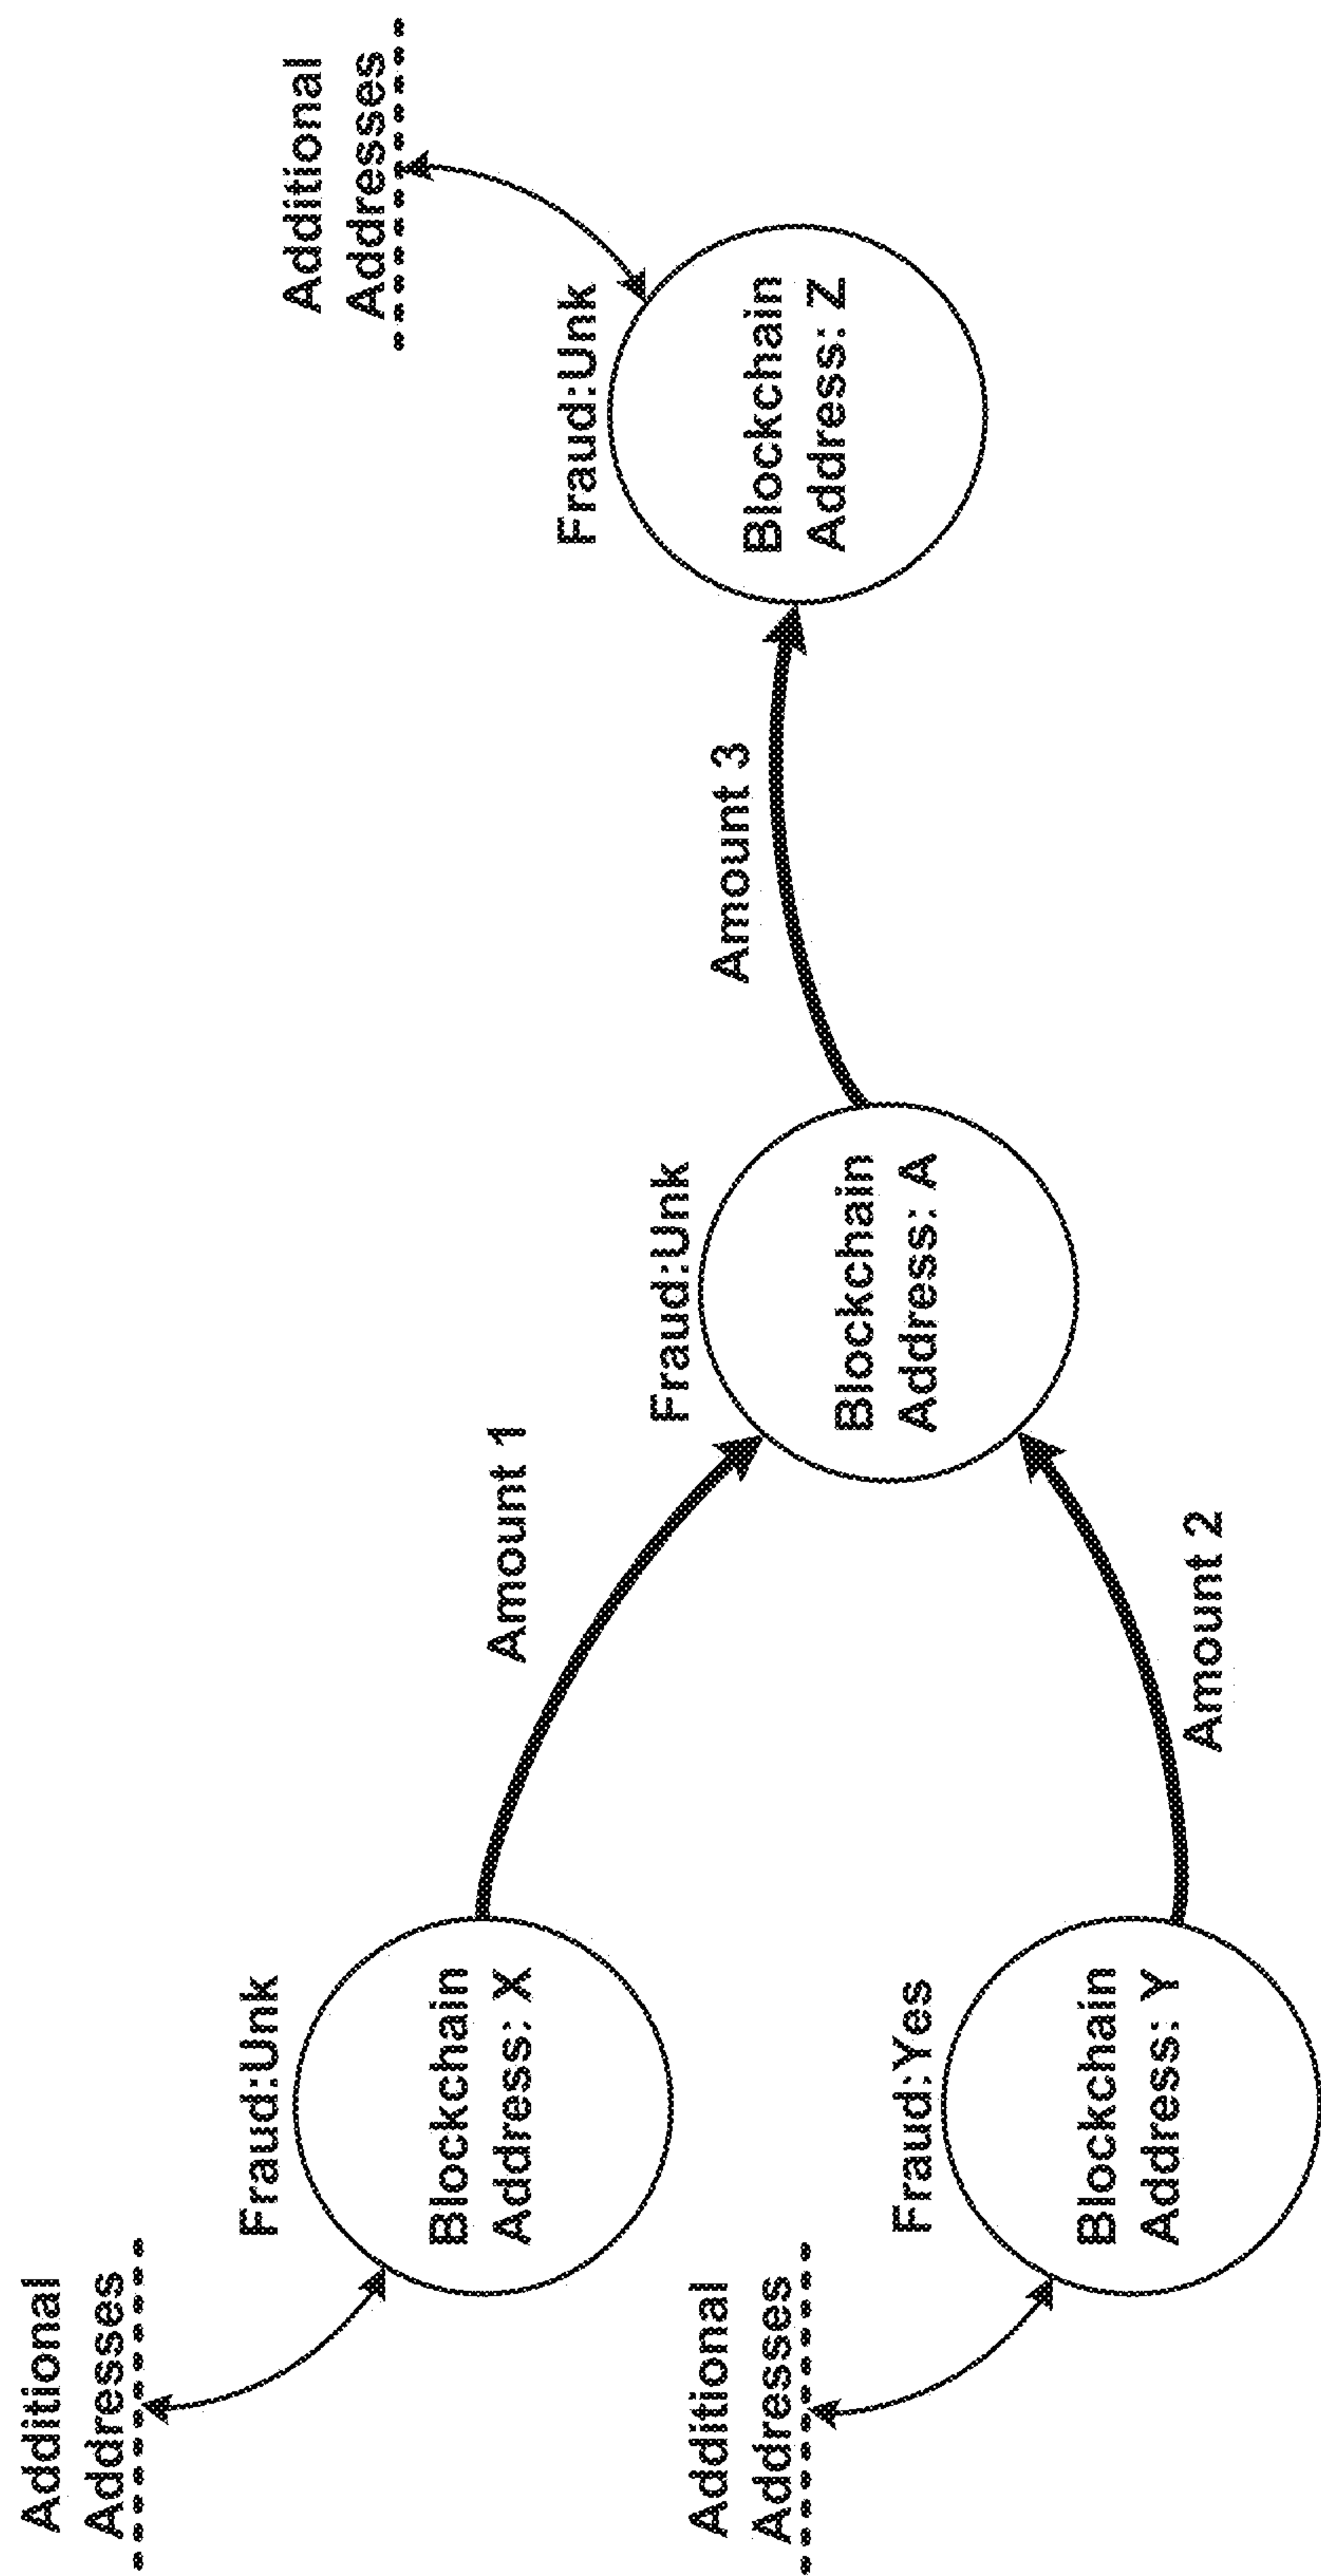 Additional
Addresses
Fraud:Unk
Blockchain
Address: X
Amount 1
Additional
Addresses
Fraud:Yes
Blockchain
Address: Y
Amount 2
Fraud:Unk
Blockchain
Address: A
Amount 3
Additional
Addresses
Fraud:Unk
Blockchain
Address: Z